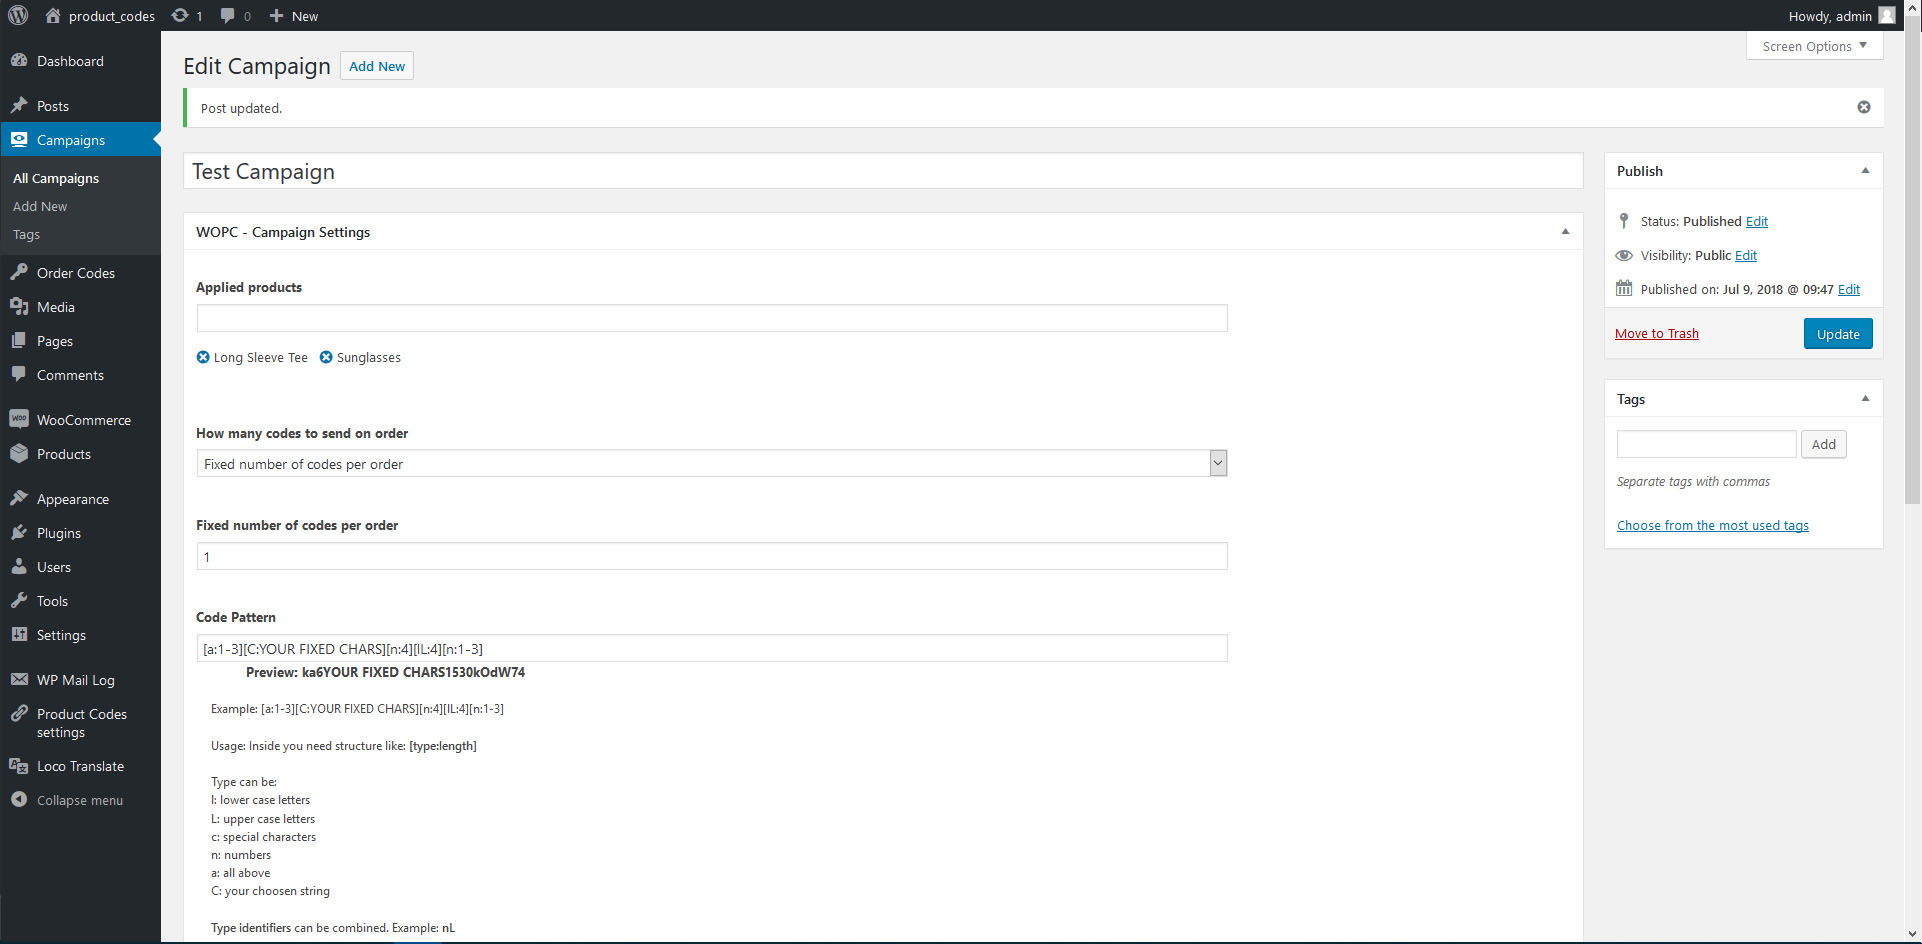 product_codes
1
0
New
Howdy, admin
Dashboard
Posts
Campaigns
All Campaigns
Add New
Tags
Order Codes
Media
Pages
Comments
WOO
WooCommerce
Products
Appearance
Plugins
Users
Tools
Settings
WP Mail Log
Product Codes
settings
Loco Translate
Collapse menu
Screen Options
Edit Campaign
Add New
Post updated.
Test Campaign
WOPC - Campaign Settings
Applied products
Long Sleeve Tee
Sunglasses
How many codes to send on order
Fixed number of codes per order
Fixed number of codes per order
1
Code Pattern
[a:1-3][C:YOUR FIXED CHARS][n:4][lL:4][n:1-3]
Preview: ka6YOUR FIXED CHARS1530kOdW74
Example: [a:1-3][C:YOUR FIXED CHARS][n:4][lL:4][n:1-3]
Usage: Inside you need structure like: [type:length]
Type can be:
l: lower case letters
L: upper case letters
c: special characters
n: numbers
a: all above
C: your choosen string
Type identifiers can be combined. Example: nL
Publish
Status: Published Edit
Visibility: Public Edit
Published on: Jul 9, 2018 @ 09:47 Edit
Move to Trash
Update
Tags
Add
Separate tags with commas
Choose from the most used tags